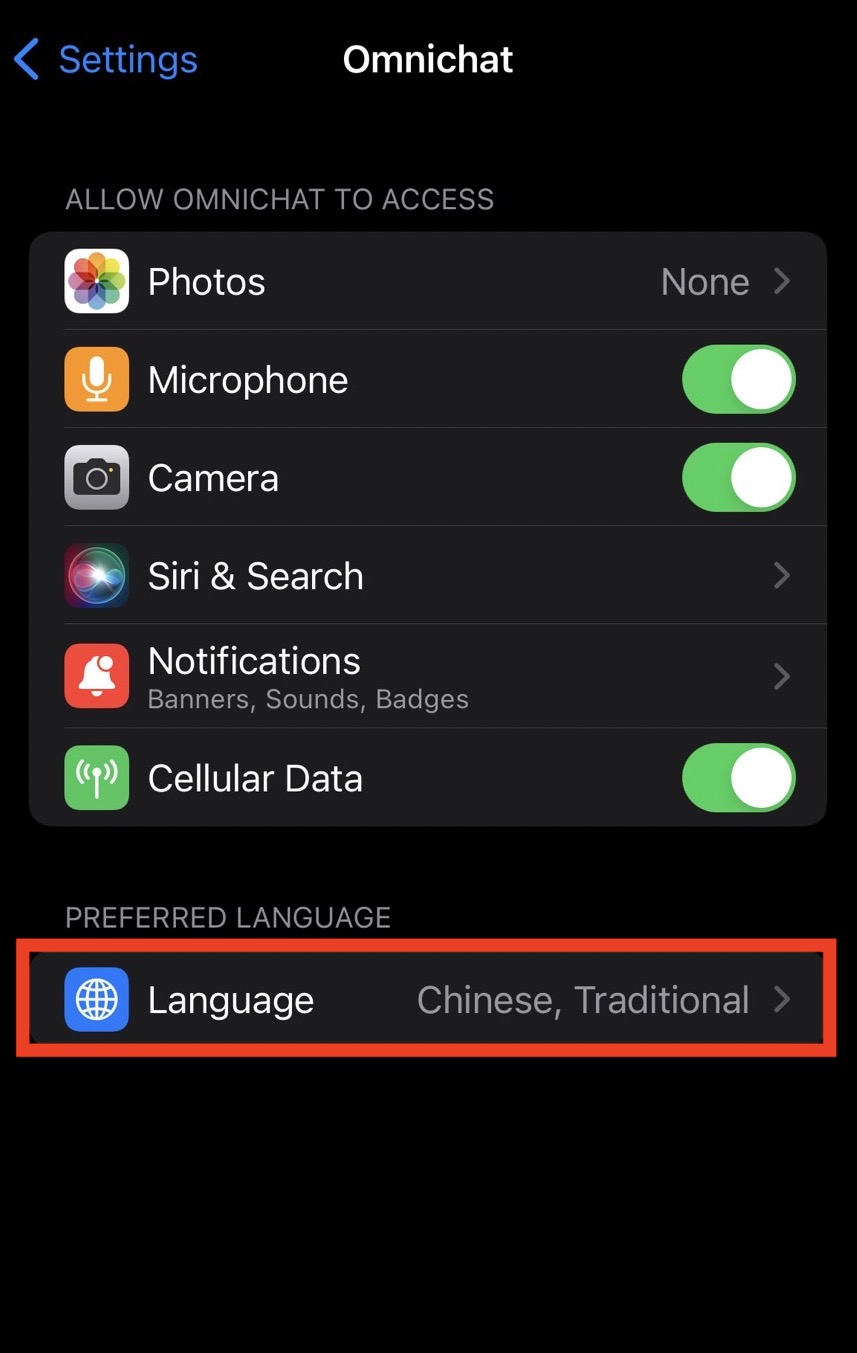 Settings
Omnichat
ALLOW OMNICHAT TO ACCESS
Photos None
Microphone
Camera
Siri & Search
Notifications
Banners, Sounds, Badges
Cellular Data
PREFERRED LANGUAGE
Language Chinese, Traditional